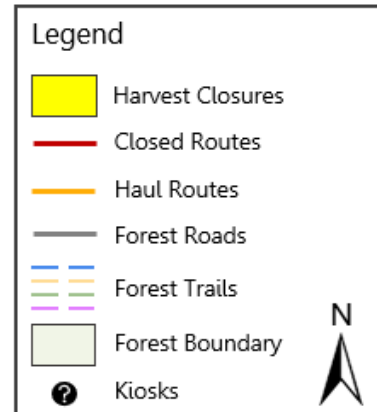 Legend
Harvest Closures
Closed Routes
Haul Routes
Forest Roads
Forest Trails
N
Forest Boundary
? Kiosks